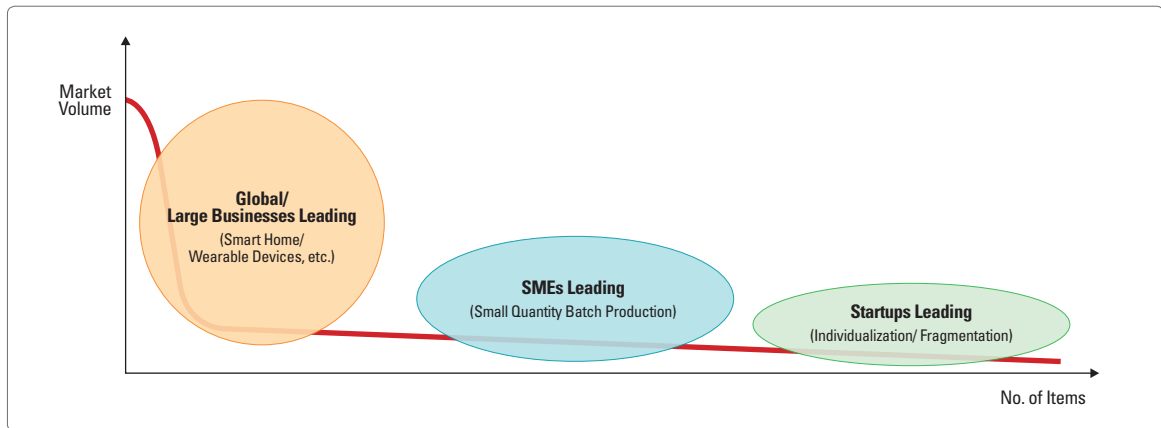 Market
Volume
Global/
Large Businesses Leading
(Smart Home/
Wearable Devices, etc.)
SMEs Leading
(Small Quantity Batch Production)
Startups Leading
(Individualization/ Fragmentation)
No. of Items